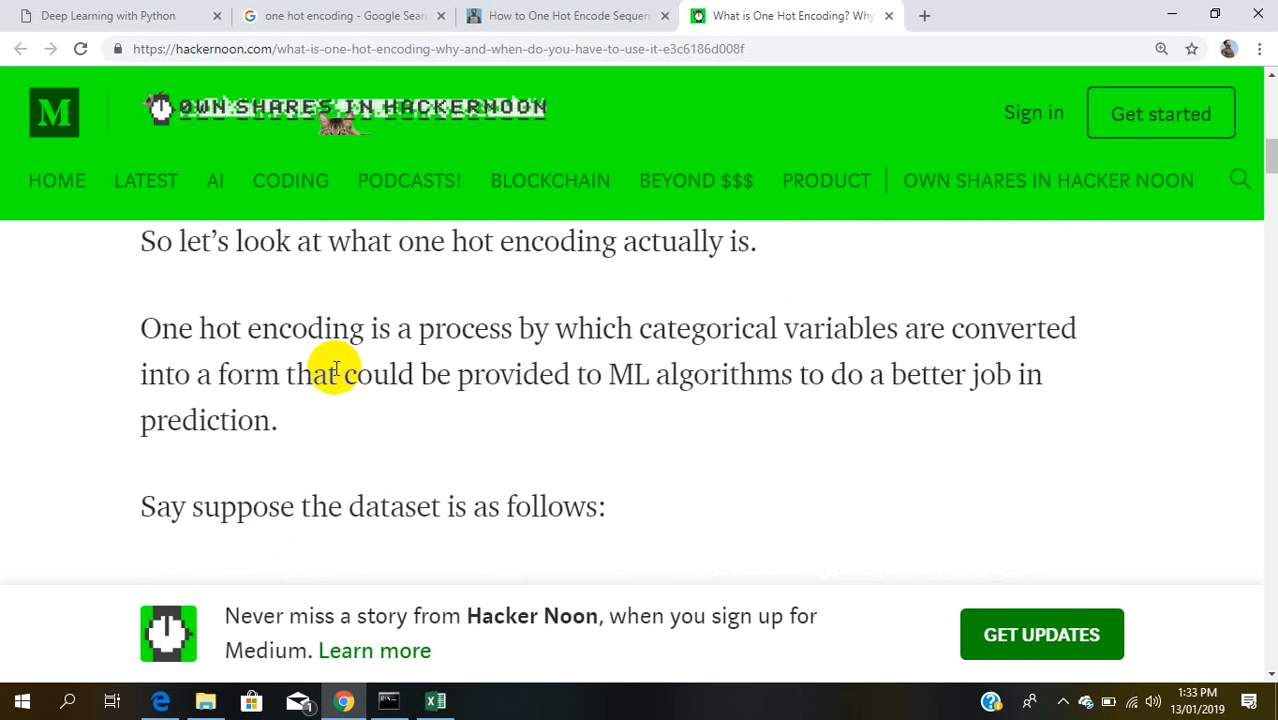 Deep Learning with Python
one hot encoding - Google Sear
How to One Hot Encode Sequen
What is One Hot Encoding? Why
https://hackernoon.com/what-is-one-hot-encoding-why-and-when-do-you-have-to-use-it-e3c6186d008f
M
OWN SHARES IN HACKERNOON
Sign in
Get started
HOME LATEST AI CODING PODCASTS! BLOCKCHAIN BEYOND $$$ PRODUCT OWN SHARES IN HACKER NOON
So let’s look at what one hot encoding actually is.
One hot encoding is a process by which categorical variables are converted
into a form that could be provided to ML algorithms to do a better job in
prediction.
Say suppose the dataset is as follows:
Never miss a story from Hacker Noon, when you sign up for
Medium. Learn more
GET UPDATES
1
1:33 PM
13/01/2019